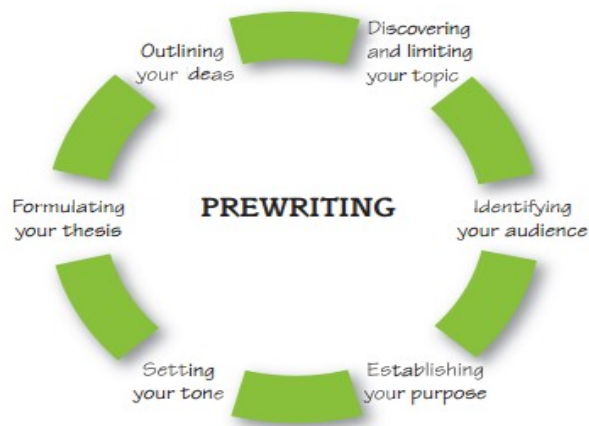 Discovering
and limiting
your topic
Identifying
your audience
Establishing
your purpose
Setting
your tone
Formulating
your thesis
Outlining
your deas
PREWRITING